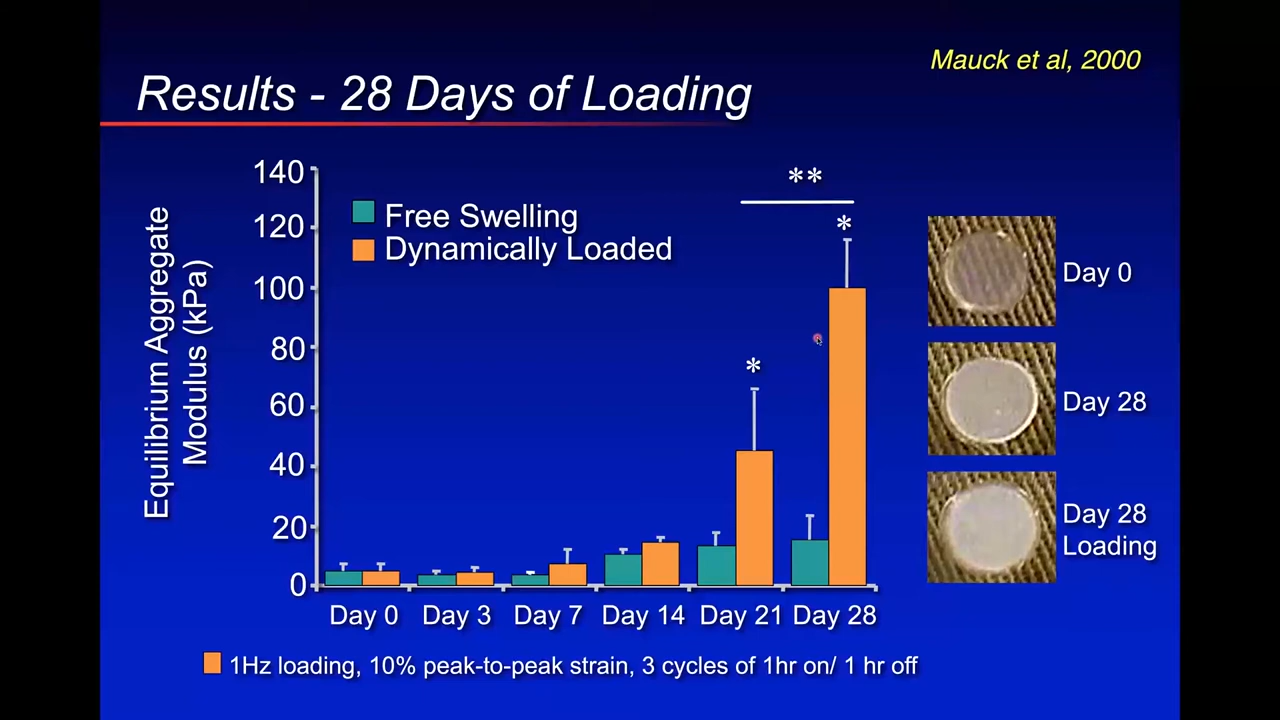 Mauck et al, 2000
Results - 28 Days of Loading
Equilibrium Aggregate
Modulus (kPa)
140
120
100
80
60
40
20
0
Free Swelling
Dynamically Loaded
**
*
*
Day 0
Day 3
Day 7
Day 14
Day 21
Day 28
1Hz loading, 10% peak-to-peak strain, 3 cycles of 1hr on/ 1 hr off
Day 0
Day 28
Day 28
Loading